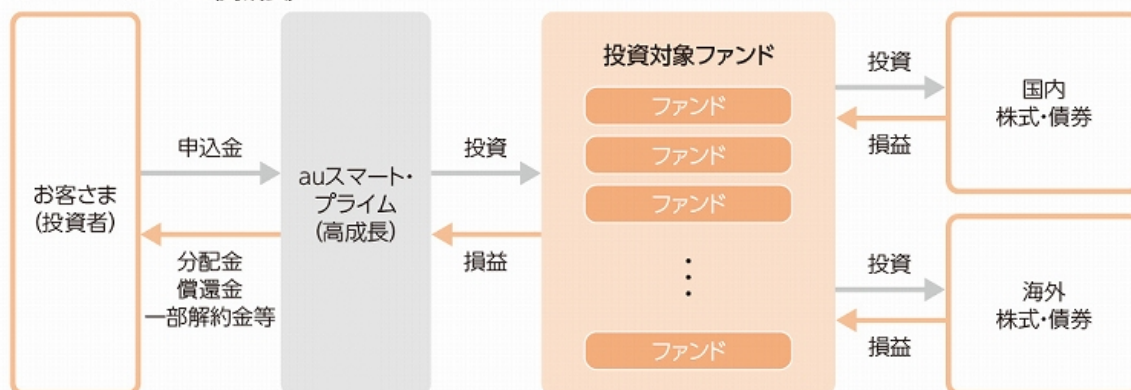 お客さま
(投資者)
申込金
分配金
償還金
一部解約金等
auスマート・
プライム
(高成長)
投資
損益
投資対象ファンド
ファンド
ファンド
ファンド
ファンド
投資
損益
国内
株式・債券
投資
損益
海外
株式・債券